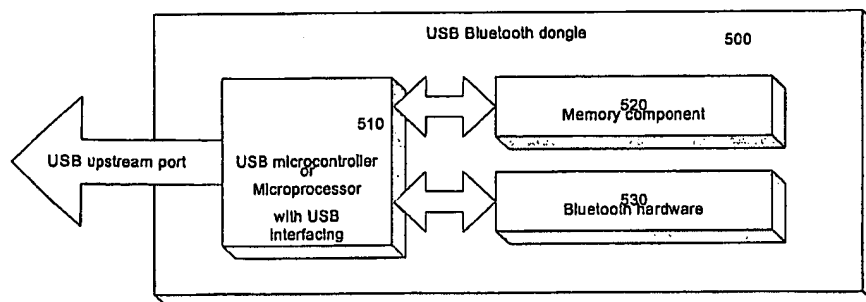 USB Bluetooth dongle
500
520
Memory component
510
USB upstream port
USB microcontroller
or
Microprocessor
with USB
Interfacing
530
Bluetooth hardware